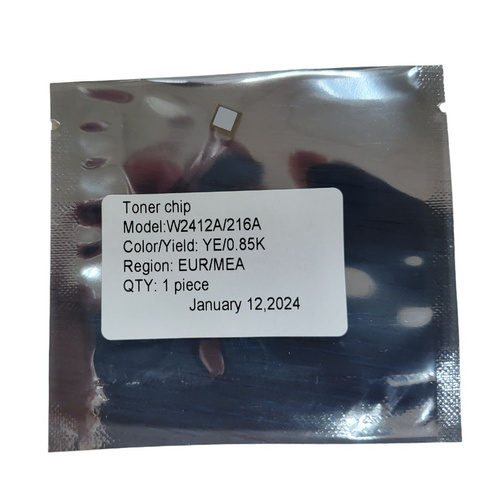 Toner chip
Model:W2412A/216A
Color/Yield: YE/0.85K
Region: EUR/MEA
QTY: 1 piece
January 12,2024